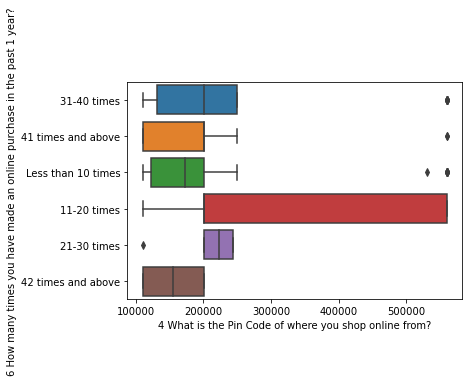 6 How many times you have made an online purchase in the past 1 year?
31-40 times
41 times and above
Less than 10 times
11-20 times
21-30 times
42 times and above
100000 200000 300000 400000 500000
4 What is the Pin Code of where you shop online from?